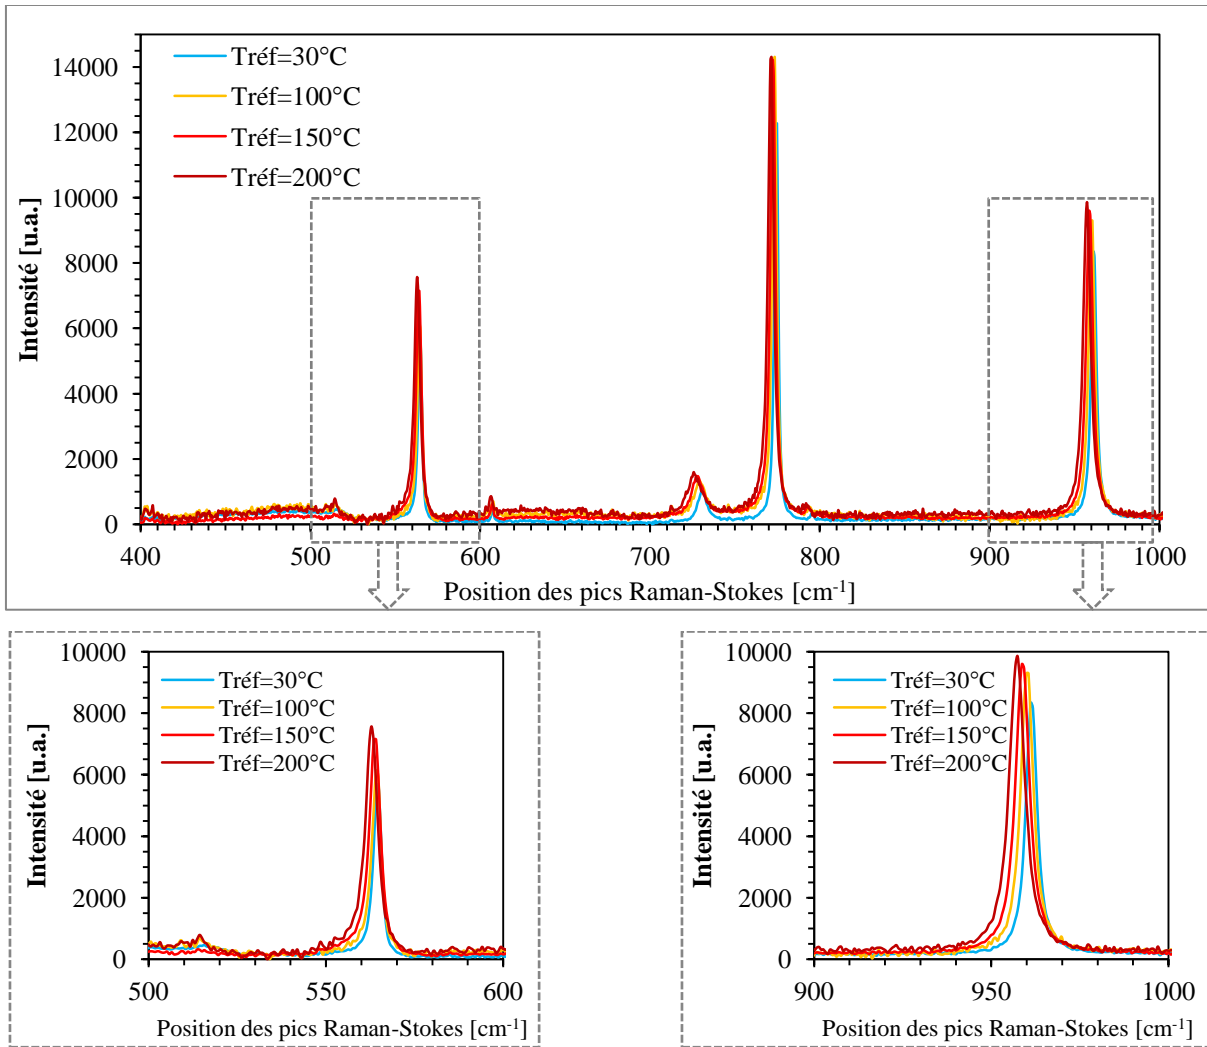 Intensité [u.a.]
14000
12000
10000
8000
6000
4000
2000
0
Tréf=30°C
Tréf=100°C
Tréf=150°C
Tréf=200°C
400 500 600 700 800 900 1000
Position des pics Raman-Stokes [cm-1]
Intensité [u.a.]
10000
8000
6000
4000
2000
0
Tréf=30°C
Tréf=100°C
Tréf=150°C
Tréf=200°C
500 550 600
Position des pics Raman-Stokes [cm-1]
Intensité [u.a.]
10000
8000
6000
4000
2000
0
Tréf=30°C
Tréf=100°C
Tréf=150°C
Tréf=200°C
900 950 1000
Position des pics Raman-Stokes [cm-1]